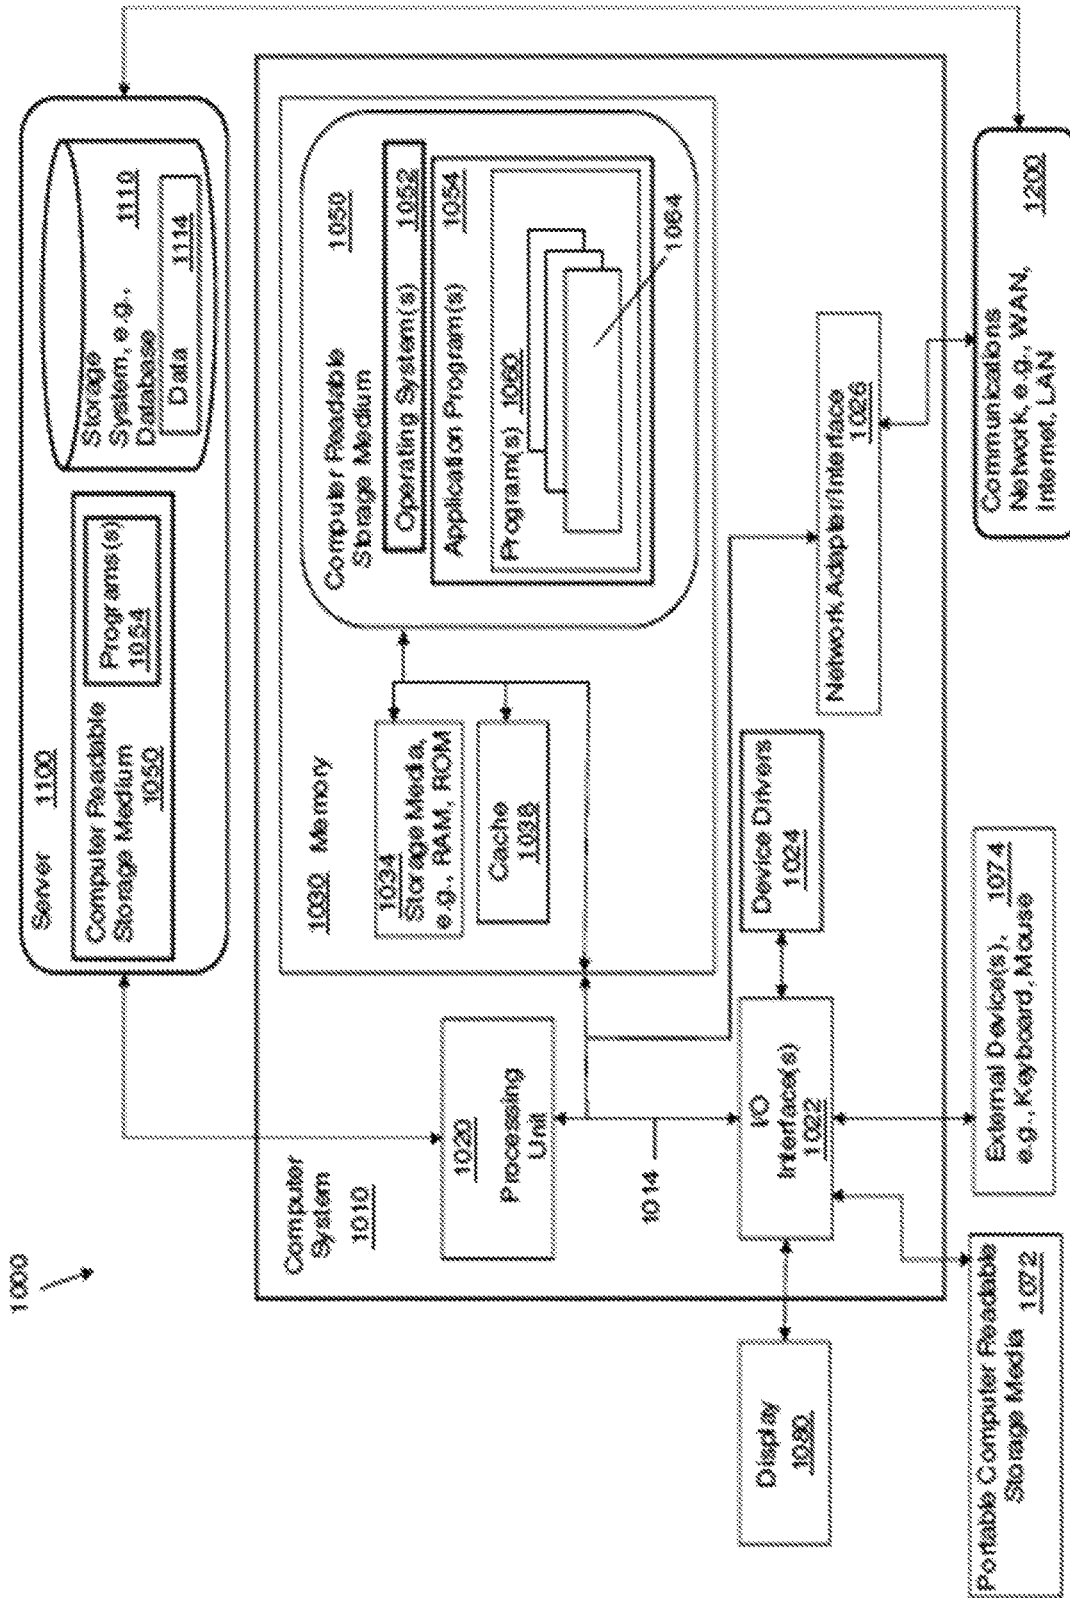 1000
Server 1100
Computer Readable
Storage Medium
1050
Programs(s)
1054
Storage
System, e.g., 1110
Database
Data 1114
Computer
System
1010
1020
Processing
Unit
1030 Memory
1034
Storage Media,
e.g., RAM, ROM
Cache
1038
Computer Readable 1050
Storage Medium
Operating System(s) 1052
Application Program(s) 1054
Program(s) 1060
1064
1014
Display
1080
I/O
Interface(s)
1022
Device Drivers
1024
Network Adapter/Interface
1026
Portable Computer Readable
Storage Media 1072
External Device(s), 1074
e.g., Keyboard, Mouse
Communications
Network, e.g., WAN, 1200
Internet, LAN